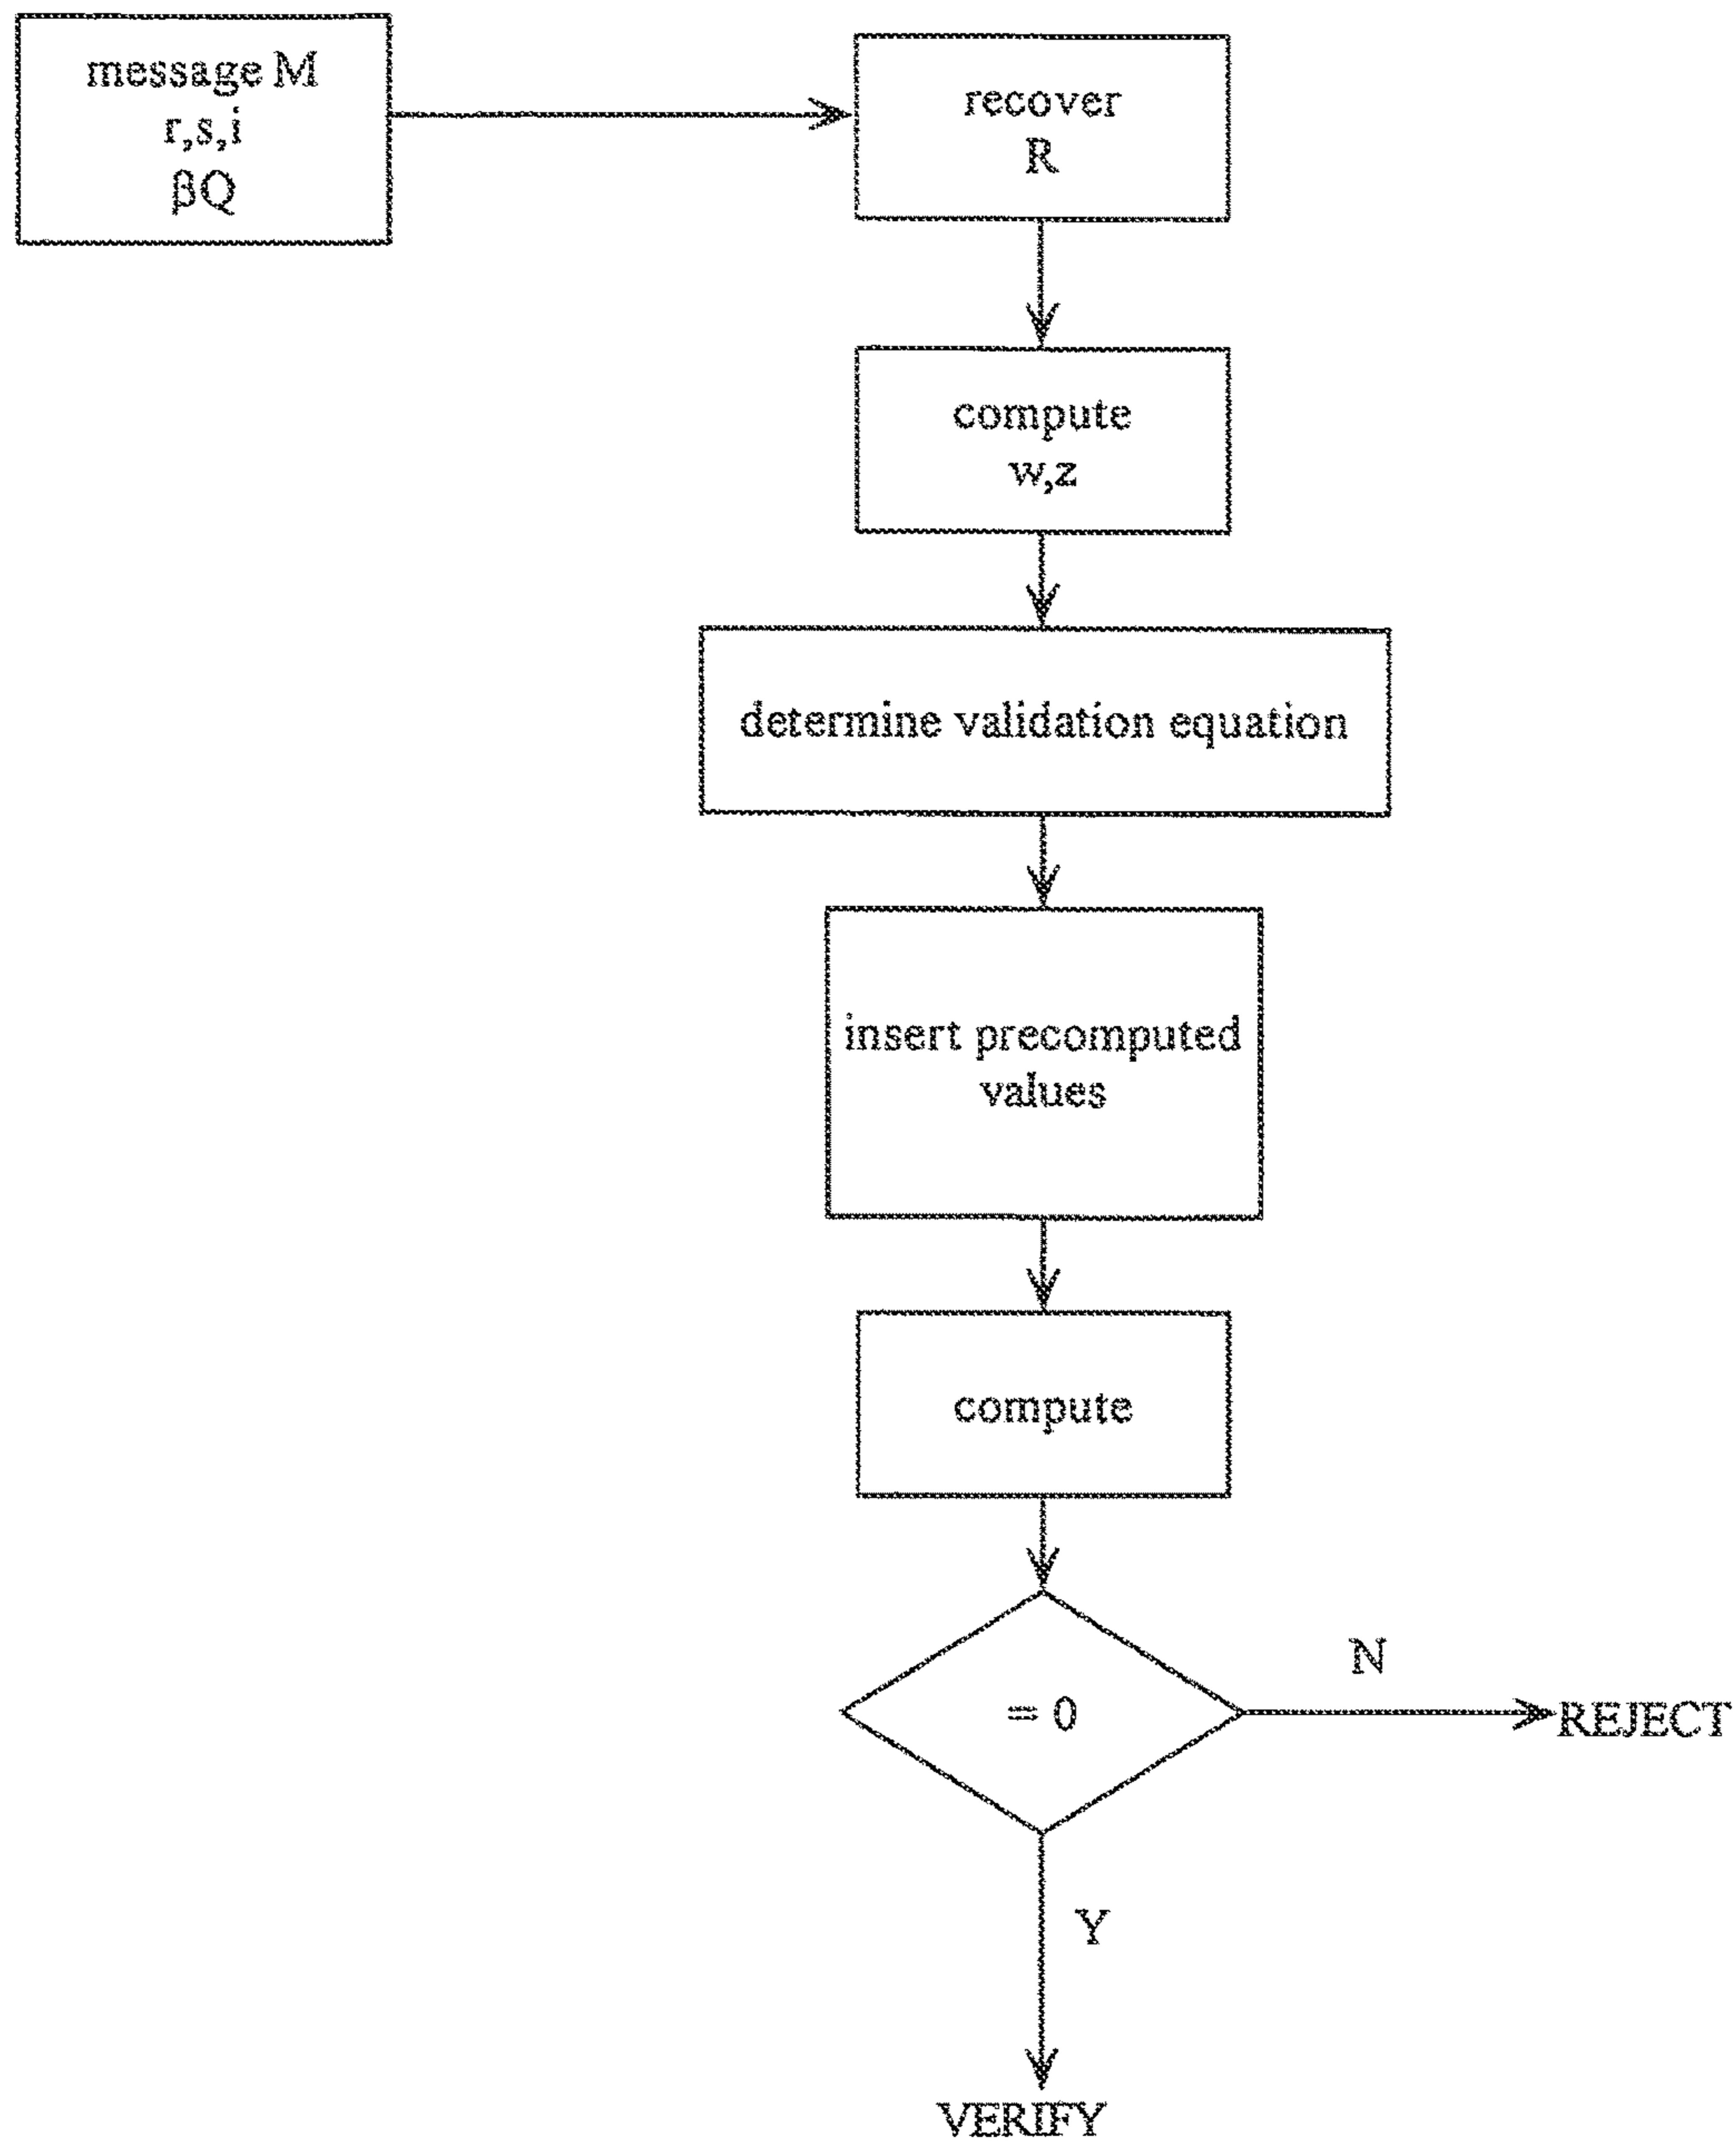 message M
r,s,i
βQ
recover
R
compute
w,z
determine validation equation
insert precomputed
values
compute
= 0
N
REJECT
Y
VERIFY